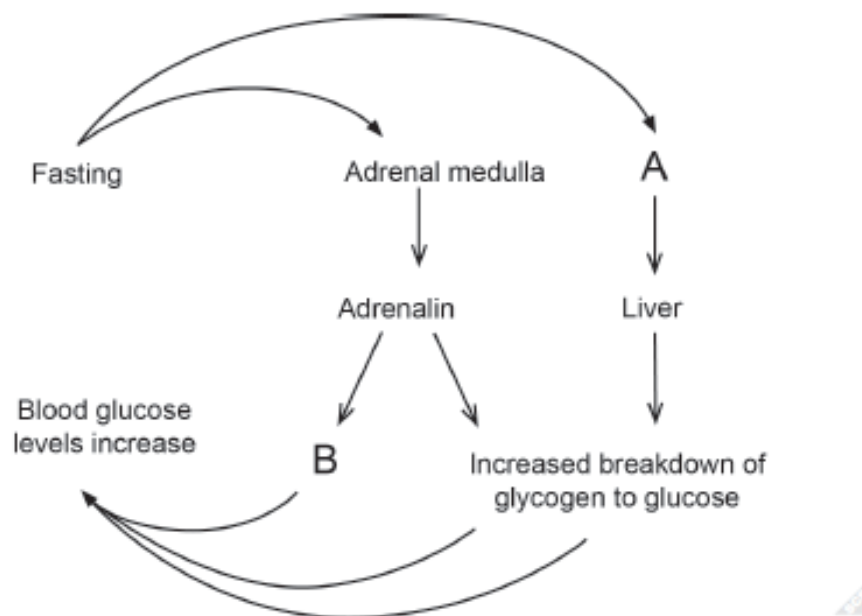 Fasting
Adrenal medulla
A
Adrenalin
Liver
Blood glucose
levels increase
B
Increased breakdown of
glycogen to glucose